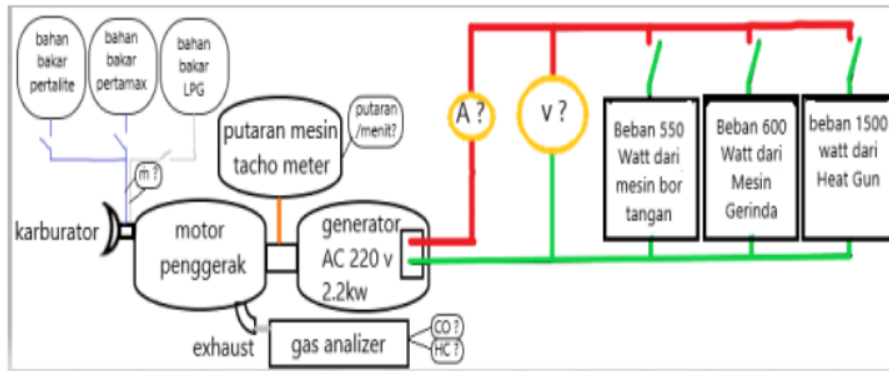 bahan
bakar
pertalite
bahan
bakar
pertamax
bahan
bakar
LPG
ṁ ?
putaran mesin
tacho meter
putaran
/menit?
karburator
motor
penggerak
generator
AC 220 v
2.2kw
exhaust
gas analizer
CO ?
HC ?
A ?
v ?
Beban 550
Watt dari
mesin bor
tangan
Beban 600
Watt dari
Mesin
Gerinda
beban 1500
watt dari
Heat Gun